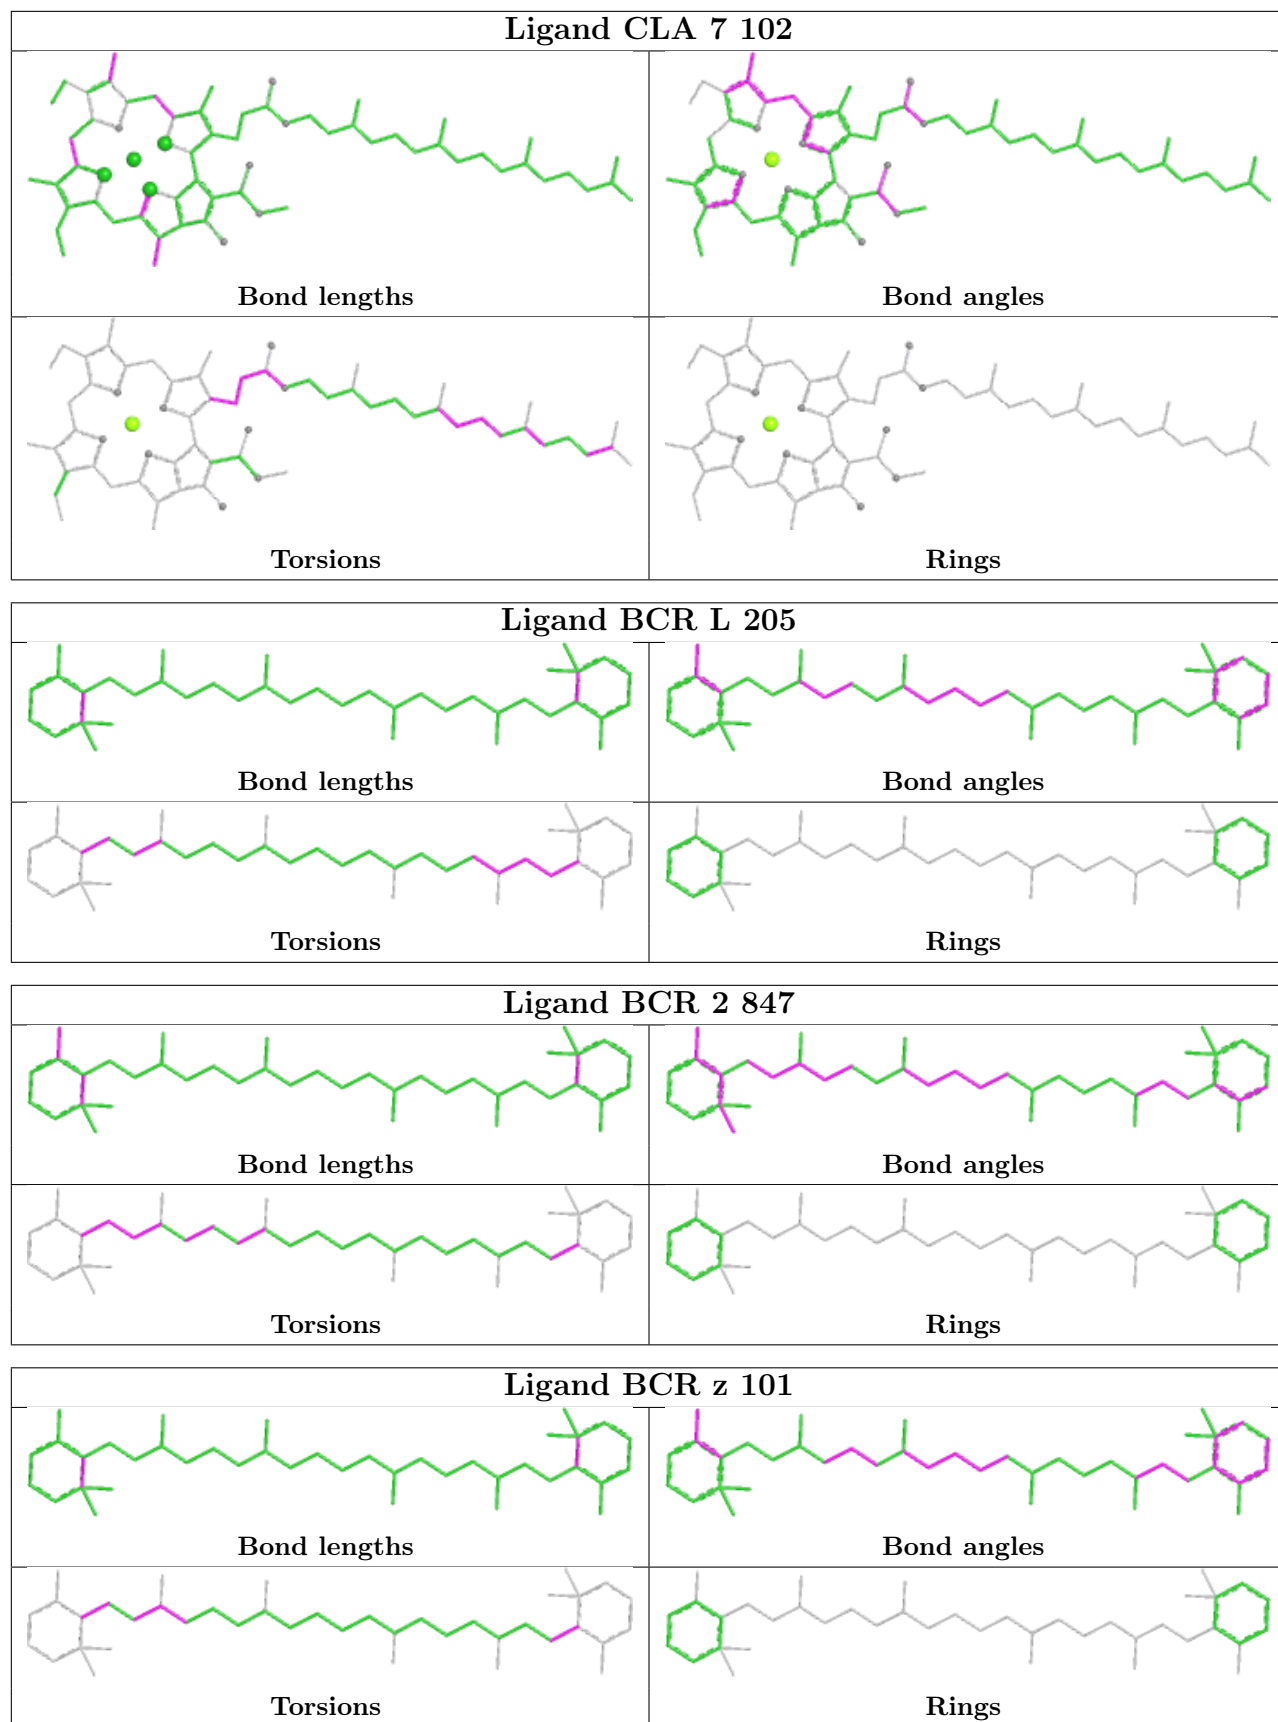 Ligand CLA 7 102
Bond lengths
Bond angles
Torsions
Rings
Ligand BCR L 205
Bond lengths
Bond angles
Torsions
Rings
Ligand BCR 2 847
Bond lengths
Bond angles
Torsions
Rings
Ligand BCR z 101
Bond lengths
Bond angles
Torsions
Rings